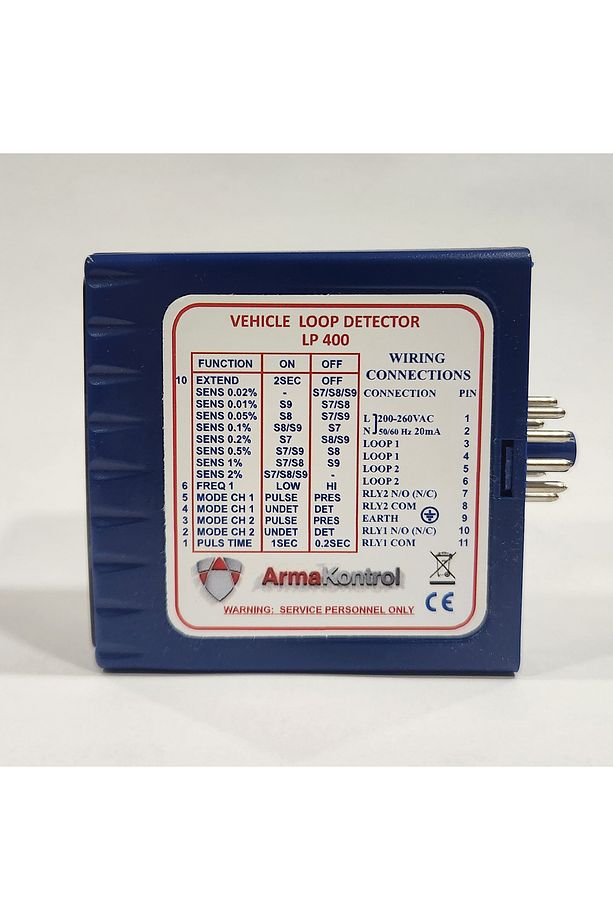 VEHICLE LOOP DETECTOR
LP 400
FUNCTION ON OFF
10 EXTEND 2SEC OFF
SENS 0.02% - S7/S8/S9
SENS 0.01% S9 S7/S8
SENS 0.05% S8 S7/S9
SENS 0.1% S8/S9 S7
SENS 0.2% S7 S8/S9
SENS 0.5% S7/S9 S8
SENS 1% S7/S8 S9
SENS 2% S7/S8/S9 -
6 FREQ 1 LOW HI
5 MODE CH 1 PULSE PRES
4 MODE CH 1 UNDET DET
3 MODE CH 2 PULSE PRES
2 MODE CH 2 UNDET DET
1 PULS TIME 1SEC 0.2SEC
WIRING
CONNECTIONS
CONNECTION PIN
L 200-260VAC 1
N 50/60 Hz 20mA 2
LOOP 1 3
LOOP 1 4
LOOP 2 5
LOOP 2 6
RLY2 N/O (N/C) 7
RLY2 COM 8
EARTH 9
RLY1 N/O (N/C) 10
RLY1 COM 11
ArmaKontrol
CE
WARNING: SERVICE PERSONNEL ONLY